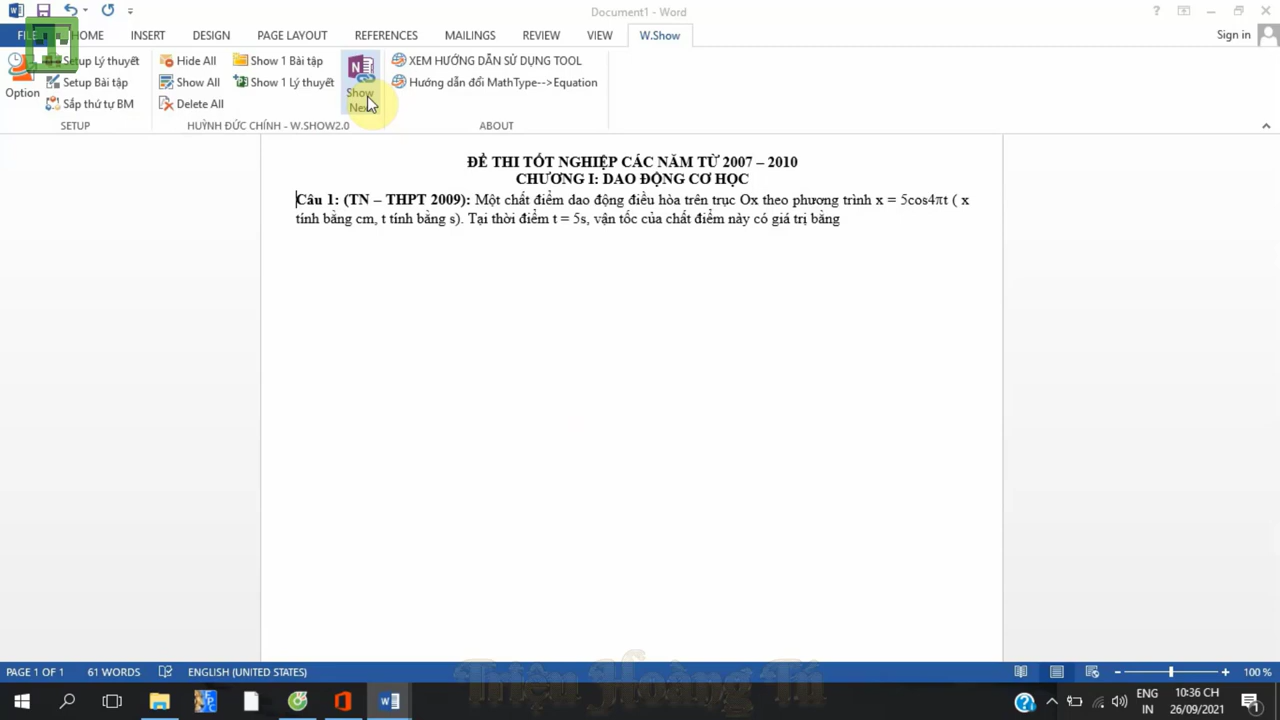 Document1 - Word
Sign in
FILE HOME INSERT DESIGN PAGE LAYOUT REFERENCES MAILINGS REVIEW VIEW W.Show
Option
Setup Lý thuyết
Setup Bài tập
Sắp thứ tự BM
SETUP
Hide All
Show All
Delete All
Show 1 Bài tập
Show 1 Lý thuyết
Show
Next
HUỲNH ĐỨC CHÍNH - W.SHOW2.0
XEM HƯỚNG DẪN SỬ DỤNG TOOL
Hướng dẫn đổi MathType-->Equation
ABOUT
ĐỀ THI TỐT NGHIỆP CÁC NĂM TỪ 2007 – 2010
CHƯƠNG I: DAO ĐỘNG CƠ HỌC
Câu 1: (TN – THPT 2009): Một chất điểm dao động điều hòa trên trục Ox theo phương trình x = 5cos4πt ( x
tính bằng cm, t tính bằng s). Tại thời điểm t = 5s, vận tốc của chất điểm này có giá trị bằng
PAGE 1 OF 1 61 WORDS ENGLISH (UNITED STATES) 100 %
Triệu Hoàng Tú
ENG
IN
10:36 CH
26/09/2021